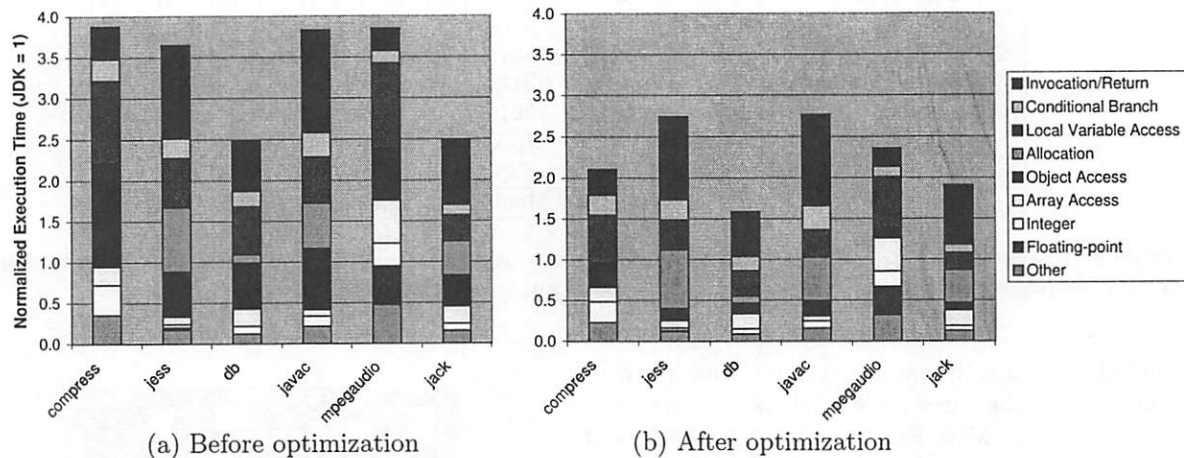 Normalized Execution Time (JDK = 1)
4.0
3.5
3.0
2.5
2.0
1.5
1.0
0.5
0.0
compress
jess
db
javac
mpegaudio
jack
(a) Before optimization
4.0
3.5
3.0
2.5
2.0
1.5
1.0
0.5
0.0
compress
jess
db
javac
mpegaudio
jack
(b) After optimization
Invocation/Return
Conditional Branch
Local Variable Access
Allocation
Object Access
Array Access
Integer
Floating-point
Other